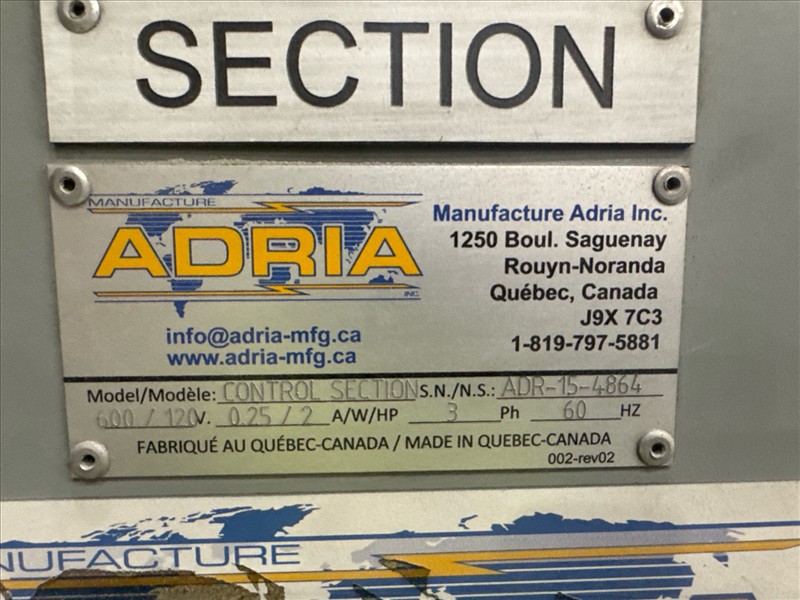 SECTION
MANUFACTURE
ADRIA
INC.
Manufacture Adria Inc.
1250 Boul. Saguenay
Rouyn-Noranda
Québec, Canada
J9X 7C3
1-819-797-5881
info@adria-mfg.ca
www.adria-mfg.ca
Model/Modèle: CONTROL SECTION S.N./N.S.: ADR-15-4864
600 / 120 V. 0.25 / 2 A/W/HP 3 Ph 60 HZ
FABRIQUÉ AU QUÉBEC-CANADA / MADE IN QUEBEC-CANADA
002-rev02
NUFACTURE